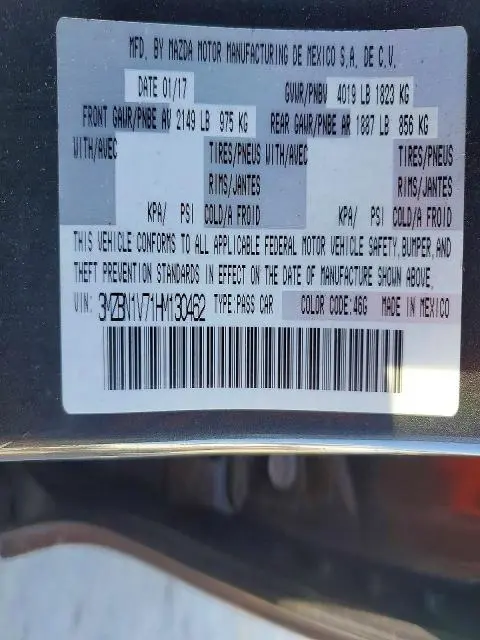 MFD. BY MAZDA MOTOR MANUFACTURING DE MEXICO S.A. DE C.V.
DATE 01/17 GVWR/PNBV 4019 LB 1823 KG
FRONT GAWR/PNBE AV 2149 LB 975 KG REAR GAWR/PNBE AR 1887 LB 856 KG
WITH/AVEC TIRES/PNEUS WITH/AVEC TIRES/PNEUS
RIMS/JANTES RIMS/JANTES
KPA/ PSI COLD/A FROID KPA/ PSI COLD/A FROID
THIS VEHICLE CONFORMS TO ALL APPLICABLE FEDERAL MOTOR VEHICLE SAFETY,BUMPER,AND
THEFT PREVENTION STANDARDS IN EFFECT ON THE DATE OF MANUFACTURE SHOWN ABOVE.
VIN: 3MZBN1V71HM130462 TYPE:PASS CAR COLOR CODE:46G MADE IN MEXICO